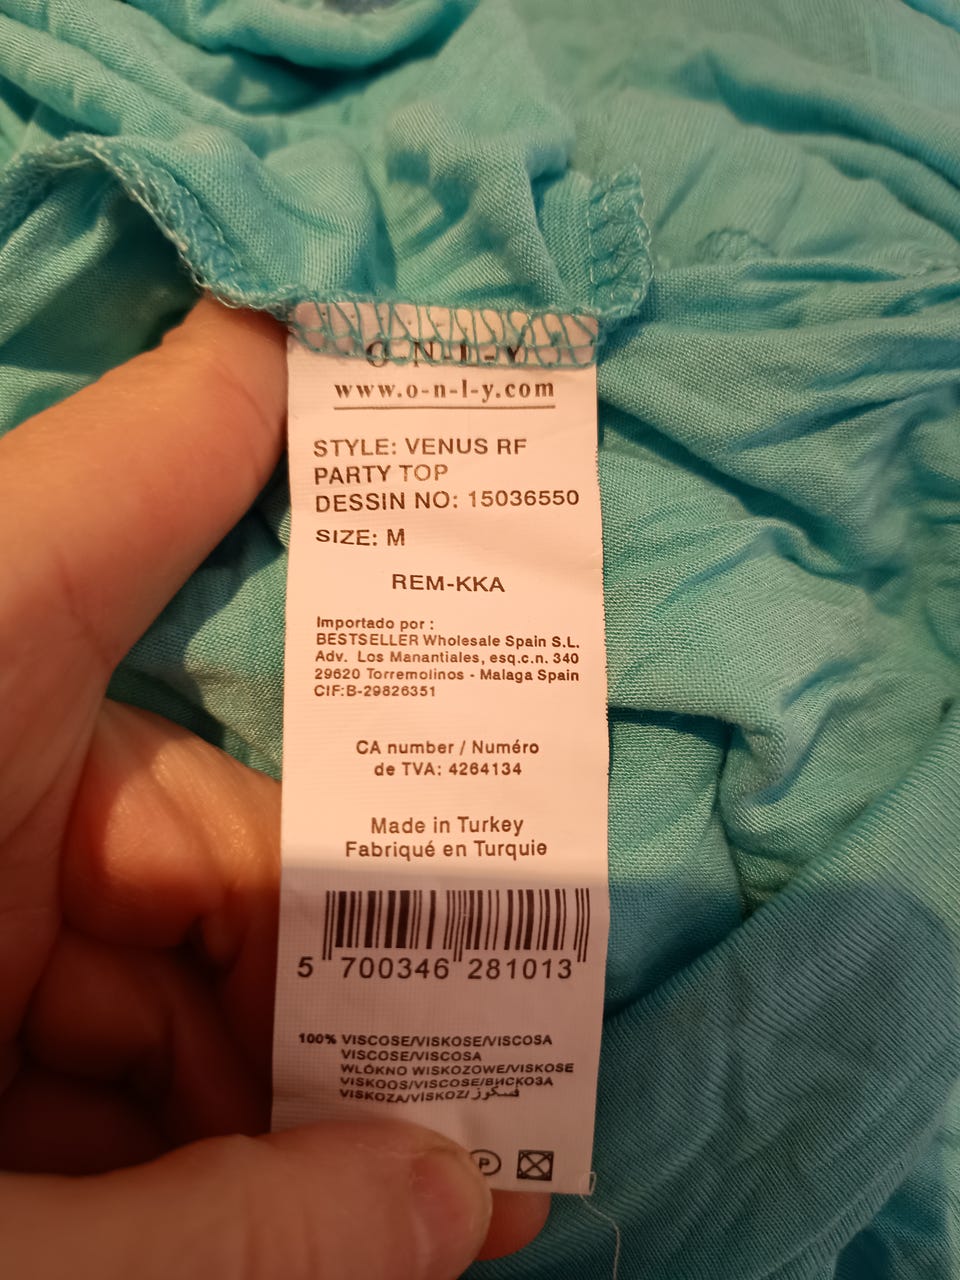 O-N-L-Y
www.o-n-l-y.com
STYLE: VENUS RF
PARTY TOP
DESSIN NO: 15036550
SIZE: M
REM-KKA
Importado por :
BESTSELLER Wholesale Spain S.L.
Adv. Los Manantiales, esq.c.n. 340
29620 Torremolinos - Malaga Spain
CIF:B-29826351
CA number / Numéro
de TVA: 4264134
Made in Turkey
Fabriqué en Turquie
5 700346 281013
100% VISCOSE/VISKOSE/VISCOSA
VISCOSE/VISCOSA
WLÓKNO WISKOZOWE/VISKOSE
VISKOOS/VISCOSE/ВИСКОЗА
VISKOZA/VİSKOZ/فسكوز
P